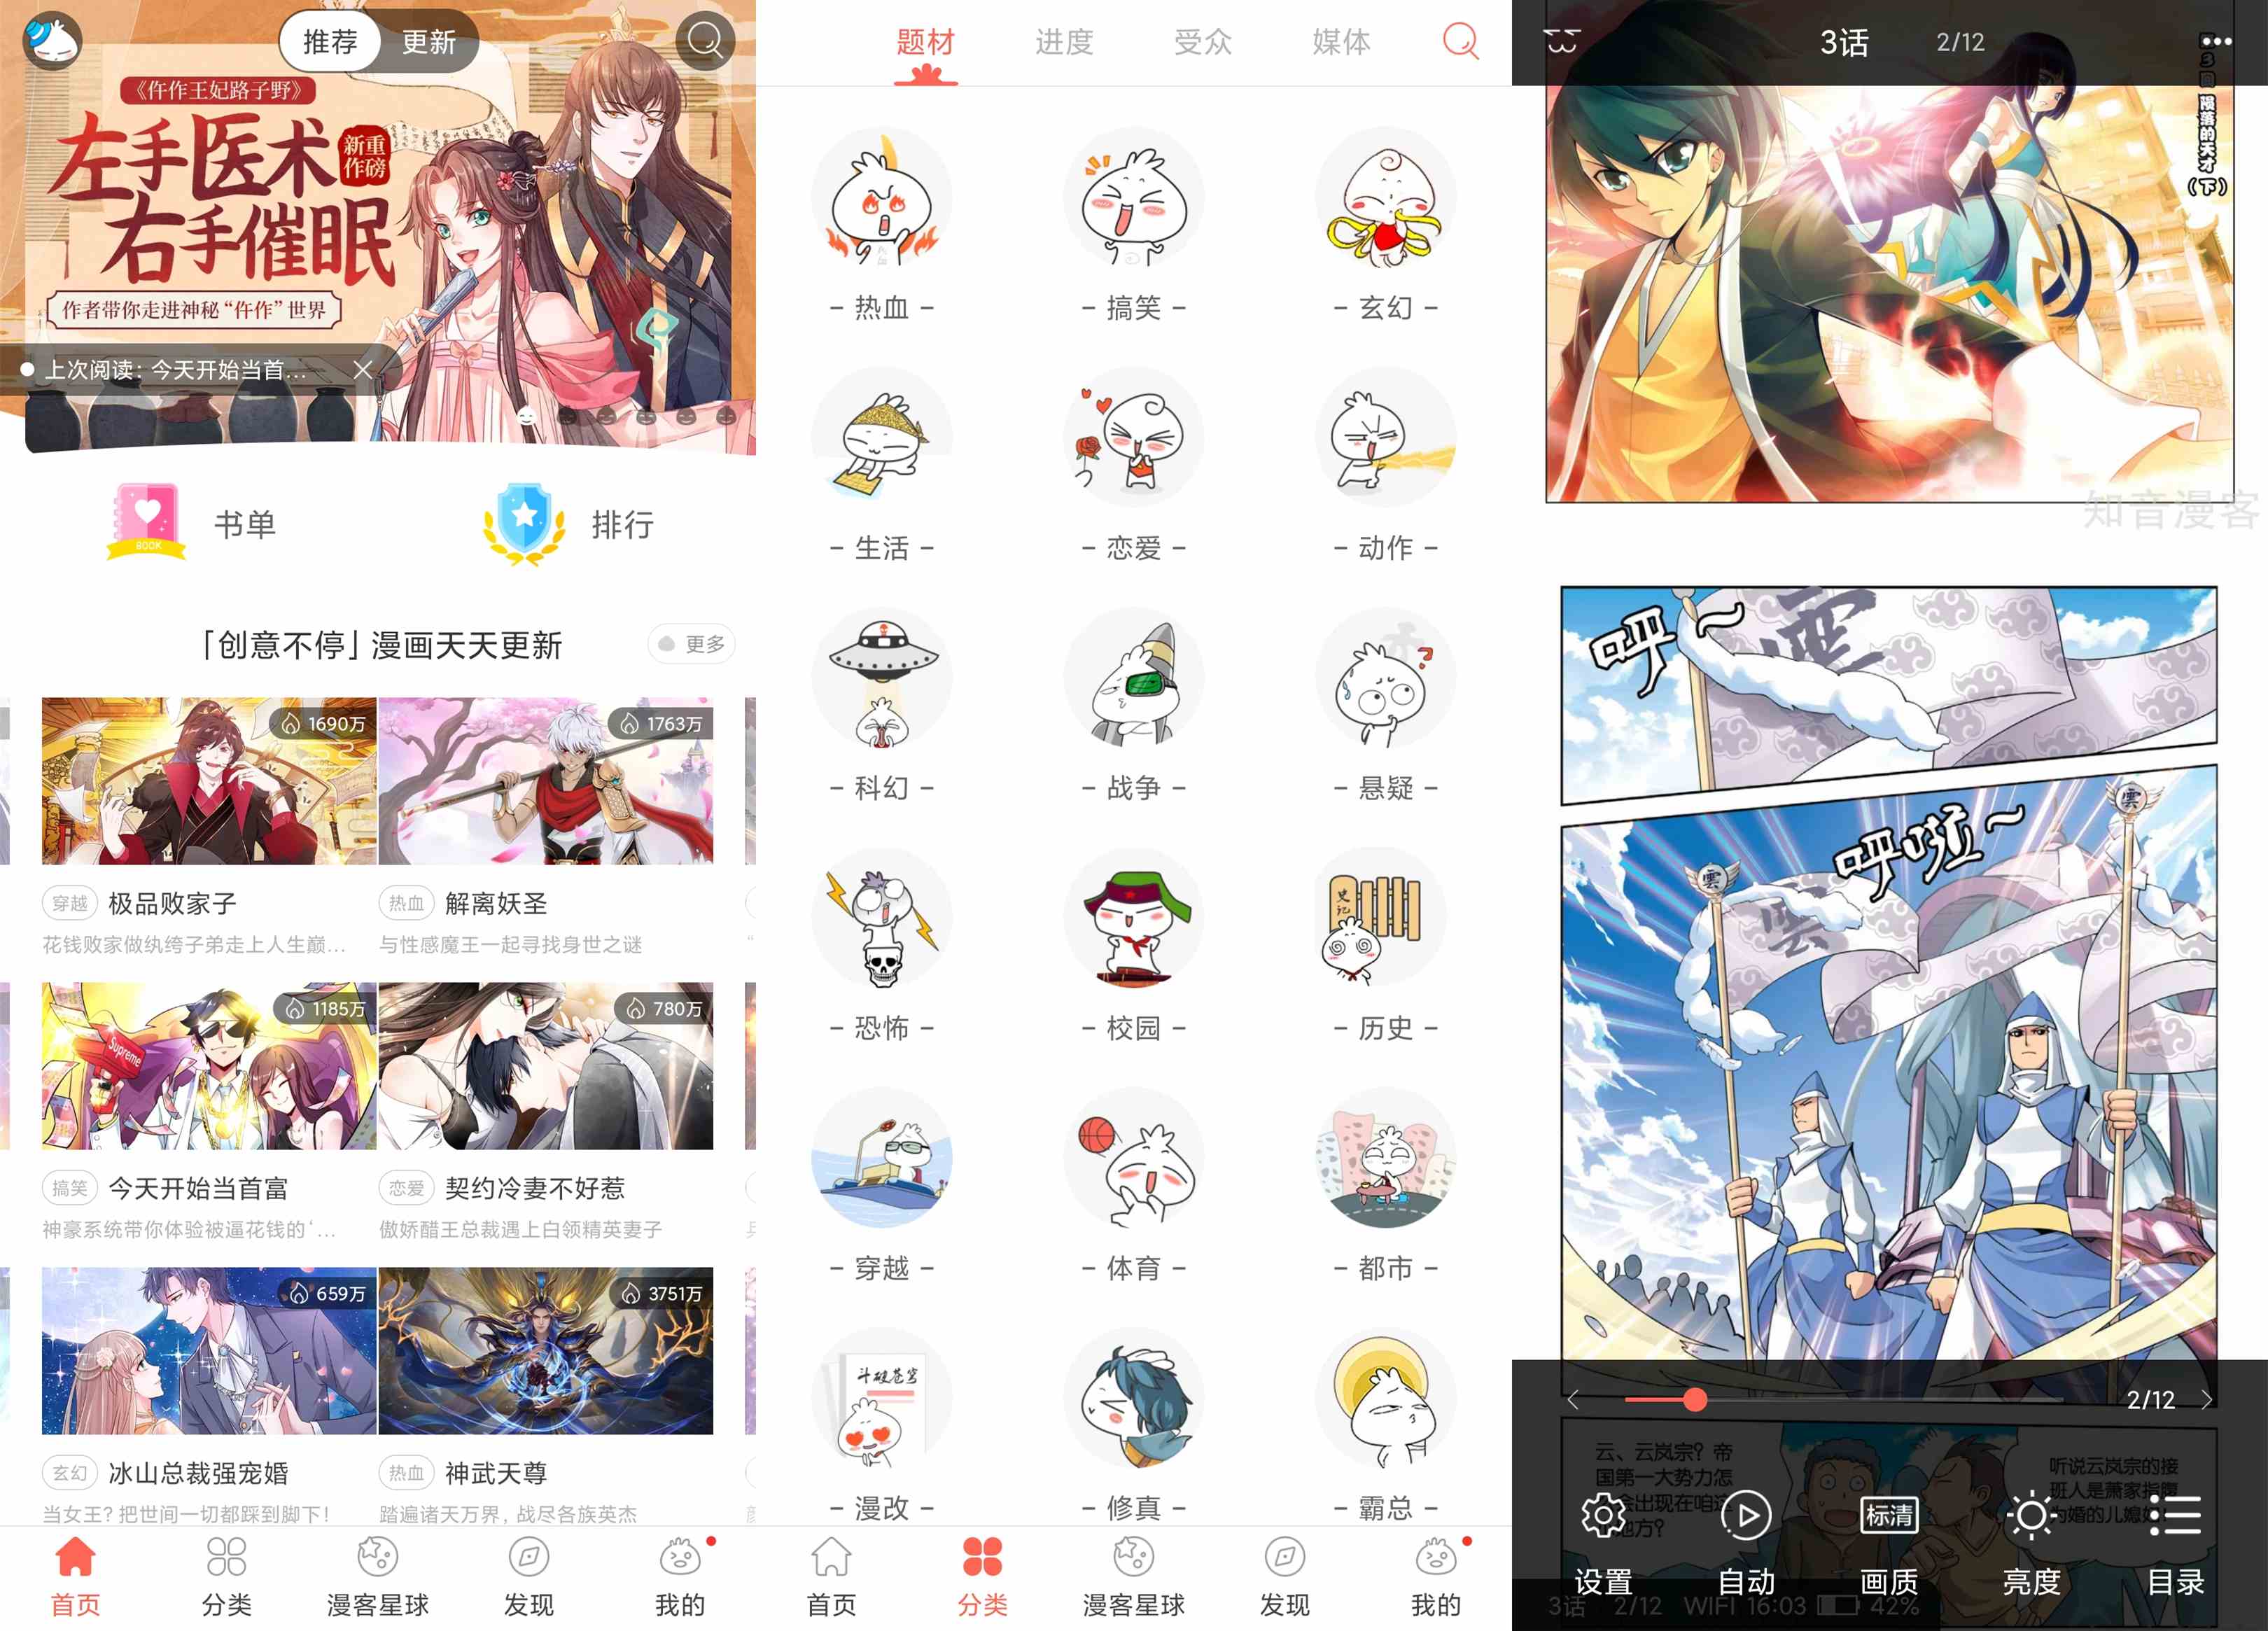 推荐
更新
《仵作王妃路子野》
左手医术
新重
作磅
右手催眠
作者带你走进神秘“仵作”世界
上次阅读：今天开始当首...
BOOK
书单
排行
「创意不停」漫画天天更新
更多
1690万
1763万
穿越 极品败家子
热血 解离妖圣
花钱败家做纨绔子弟走上人生巅...
与性感魔王一起寻找身世之谜
Supreme
1185万
780万
搞笑 今天开始当首富
恋爱 契约冷妻不好惹
神豪系统带你体验被逼花钱的‘...
傲娇醋王总裁遇上白领精英妻子
659万
3751万
玄幻 冰山总裁强宠婚
热血 神武天尊
当女王？把世间一切都踩到脚下！
踏遍诸天万界，战尽各族英杰
首页
分类
漫客星球
发现
我的
题材
进度
受众
媒体
- 热血 -
- 搞笑 -
- 玄幻 -
- 生活 -
- 恋爱 -
- 动作 -
- 科幻 -
- 战争 -
- 悬疑 -
史记
- 恐怖 -
- 校园 -
- 历史 -
- 穿越 -
- 体育 -
- 都市 -
斗破苍穹
- 漫改 -
- 修真 -
- 霸总 -
首页
分类
漫客星球
发现
我的
3话
2/12
陨落的天才（下）
知音漫客
呼～
雲
呼啦～
雲
雲
雲
2/12
云、云岚宗？帝
国第一大势力怎
会出现在咱这
地方？
听说云岚宗的接
班人是萧家指腹
为婚的儿媳
标清
设置
自动
画质
亮度
目录
3话 2/12 WIFI 16:03 42%